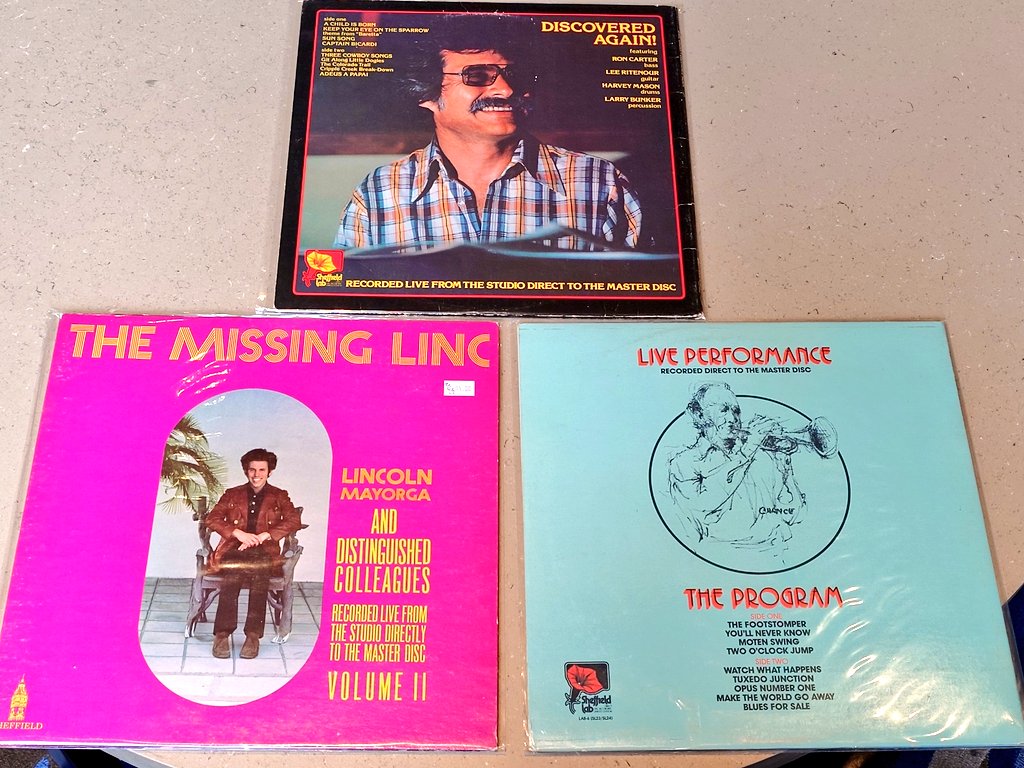 side one
A CHILD IS BORN
KEEP YOUR EYE ON THE SPARROW
theme from "Baretta"
SUN SONG
CAPTAIN BICARDI
side two
THREE COWBOY SONGS
Git Along Little Dogies
The Colorado Trail
Cripple Creek Break-Down
ADEUS A PAPAI
DISCOVERED
AGAIN!
featuring
RON CARTER
bass
LEE RITENOUR
guitar
HARVEY MASON
drums
LARRY BUNKER
percussion
Sheffield
Lab
RECORDED LIVE FROM THE STUDIO DIRECT TO THE MASTER DISC
THE MISSING LINC
LINCOLN
MAYORGA
AND
DISTINGUISHED
COLLEAGUES
RECORDED LIVE FROM
THE STUDIO DIRECTLY
TO THE MASTER DISC
VOLUME II
SHEFFIELD
LIVE PERFORMANCE
RECORDED DIRECT TO THE MASTER DISC
THE PROGRAM
SIDE ONE
THE FOOTSTOMPER
YOU'LL NEVER KNOW
MOTEN SWING
TWO O'CLOCK JUMP
SIDE TWO
WATCH WHAT HAPPENS
TUXEDO JUNCTION
OPUS NUMBER ONE
MAKE THE WORLD GO AWAY
BLUES FOR SALE
Sheffield
Lab
LAB-6 (SL23/SL24)